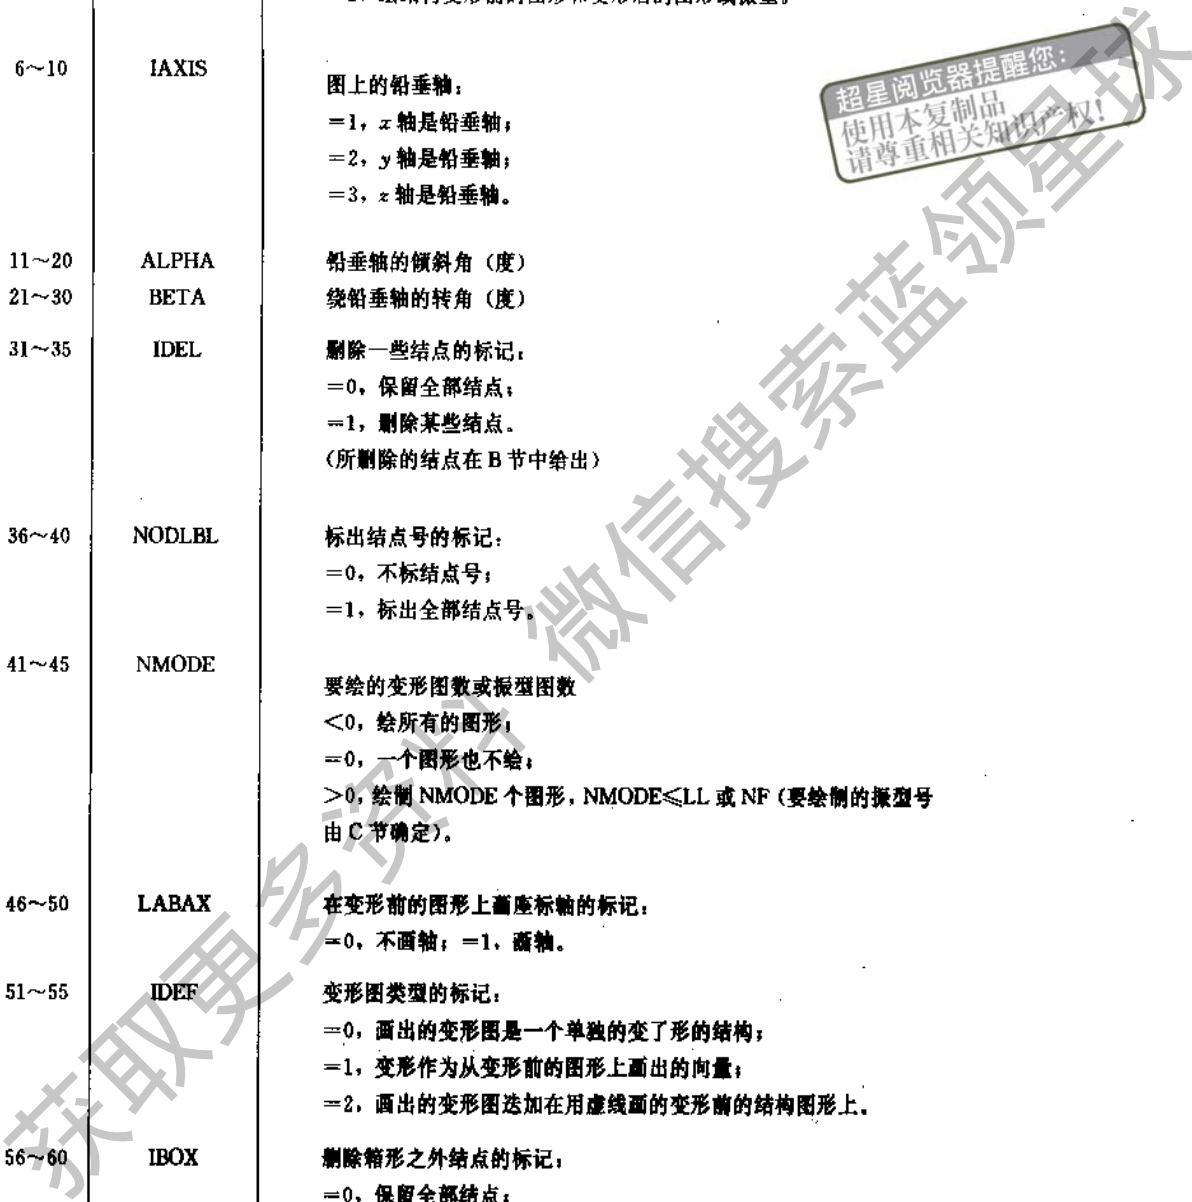 6～10 IAXIS
图上的铅垂轴：
=1，x 轴是铅垂轴；
=2，y 轴是铅垂轴；
=3，z 轴是铅垂轴。
超星阅览器提醒您：
使用本复制品
请尊重相关知识产权！
11～20 ALPHA 铅垂轴的倾斜角（度）
21～30 BETA 绕铅垂轴的转角（度）
31～35 IDEL 删除一些结点的标记：
=0，保留全部结点；
=1，删除某些结点。
（所删除的结点在 B 节中给出）
36～40 NODLBL 标出结点号的标记：
=0，不标结点号；
=1，标出全部结点号。
41～45 NMODE
要绘的变形图数或振型图数
<0，绘所有的图形；
=0，一个图形也不绘；
>0，绘制 NMODE 个图形，NMODE≤LL 或 NF（要绘制的振型号
由 C 节确定）。
46～50 LABAX 在变形前的图形上画座标轴的标记：
=0，不画轴；=1，画轴。
51～55 IDEF 变形图类型的标记：
=0，画出的变形图是一个单独的变了形的结构；
=1，变形作为从变形前的图形上画出的向量；
=2，画出的变形图迭加在用虚线画的变形前的结构图形上。
56～60 IBOX 删除箱形之外结点的标记：
=0，保留全部结点；
获取更多资料 微信搜索蓝领星球